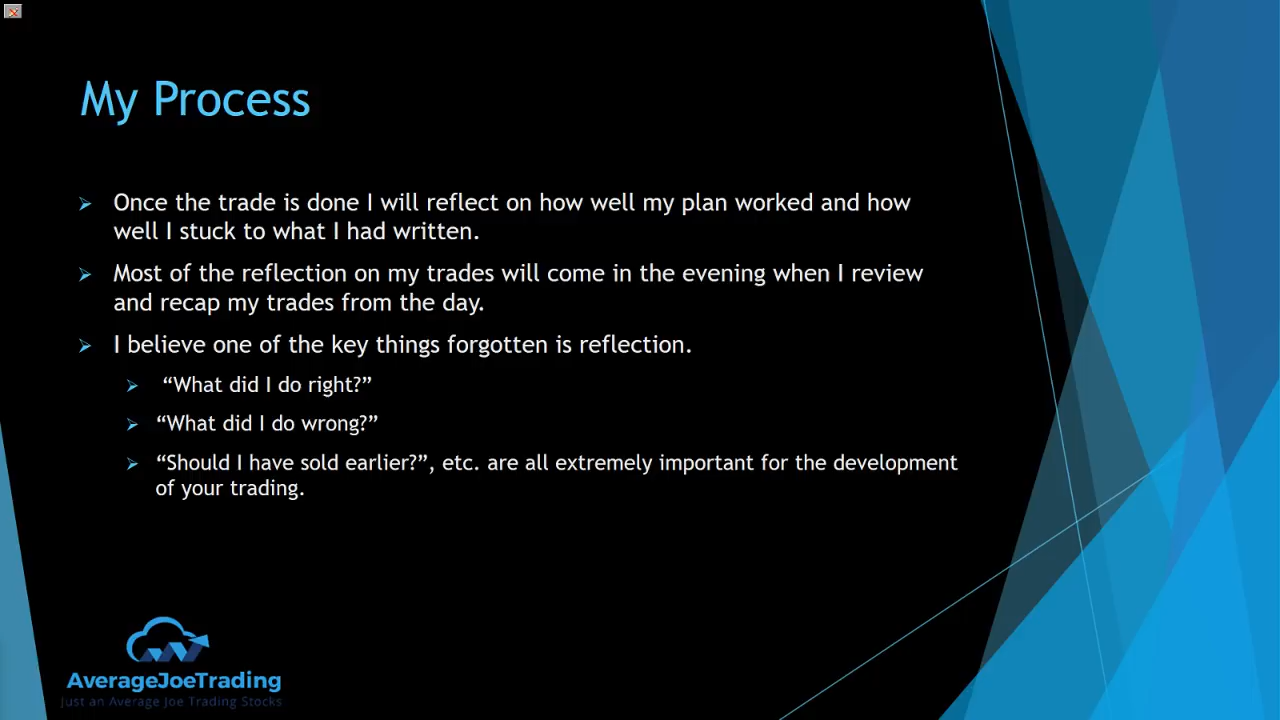 My Process
Once the trade is done I will reflect on how well my plan worked and how
well I stuck to what I had written.
Most of the reflection on my trades will come in the evening when I review
and recap my trades from the day.
I believe one of the key things forgotten is reflection.
“What did I do right?”
“What did I do wrong?”
“Should I have sold earlier?”, etc. are all extremely important for the development
of your trading.
AverageJoeTrading
Just an Average Joe Trading Stocks